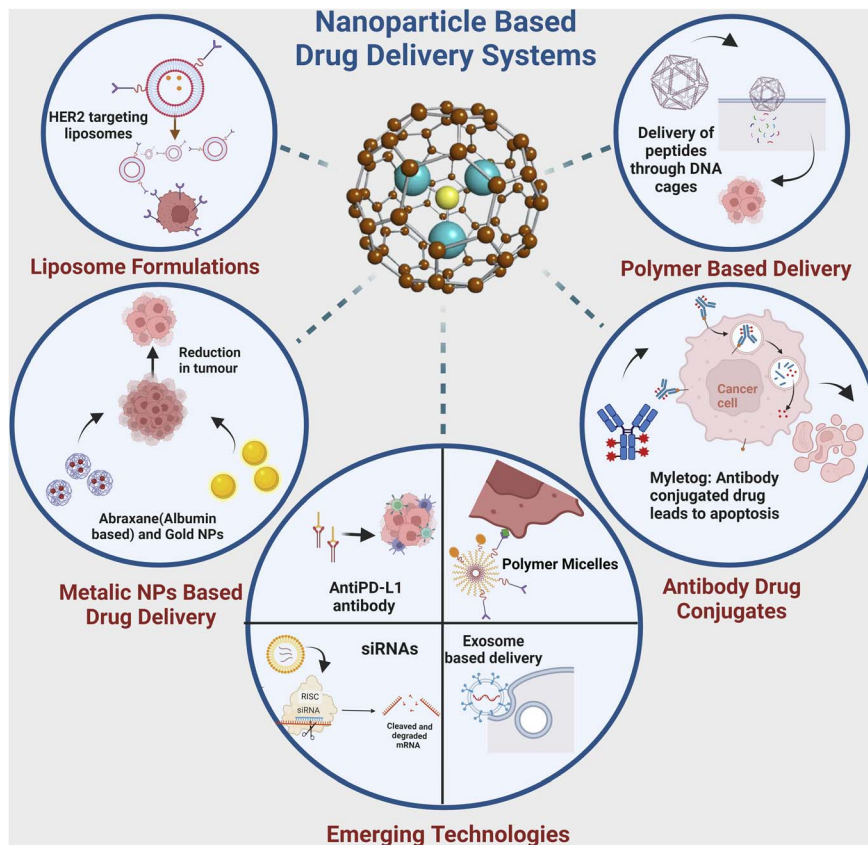 Nanoparticle Based
Drug Delivery Systems
HER2 targeting
liposomes
Liposome Formulations
Delivery of
peptides
through DNA
cages
Polymer Based Delivery
Reduction
in tumour
Abraxane(Albumin
based) and Gold NPs
Metalic NPs Based
Drug Delivery
Cancer
cell
Myletog: Antibody
conjugated drug
leads to apoptosis
Antibody Drug
Conjugates
AntiPD-L1
antibody
Polymer Micelles
siRNAs
RISC
siRNA
Cleaved and
degraded
mRNA
Exosome
based delivery
Emerging Technologies